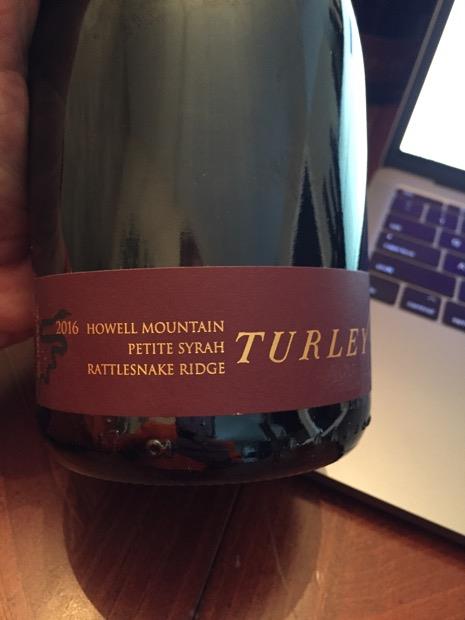 2016 HOWELL MOUNTAIN
PETITE SYRAH
RATTLESNAKE RIDGE
TURLEY